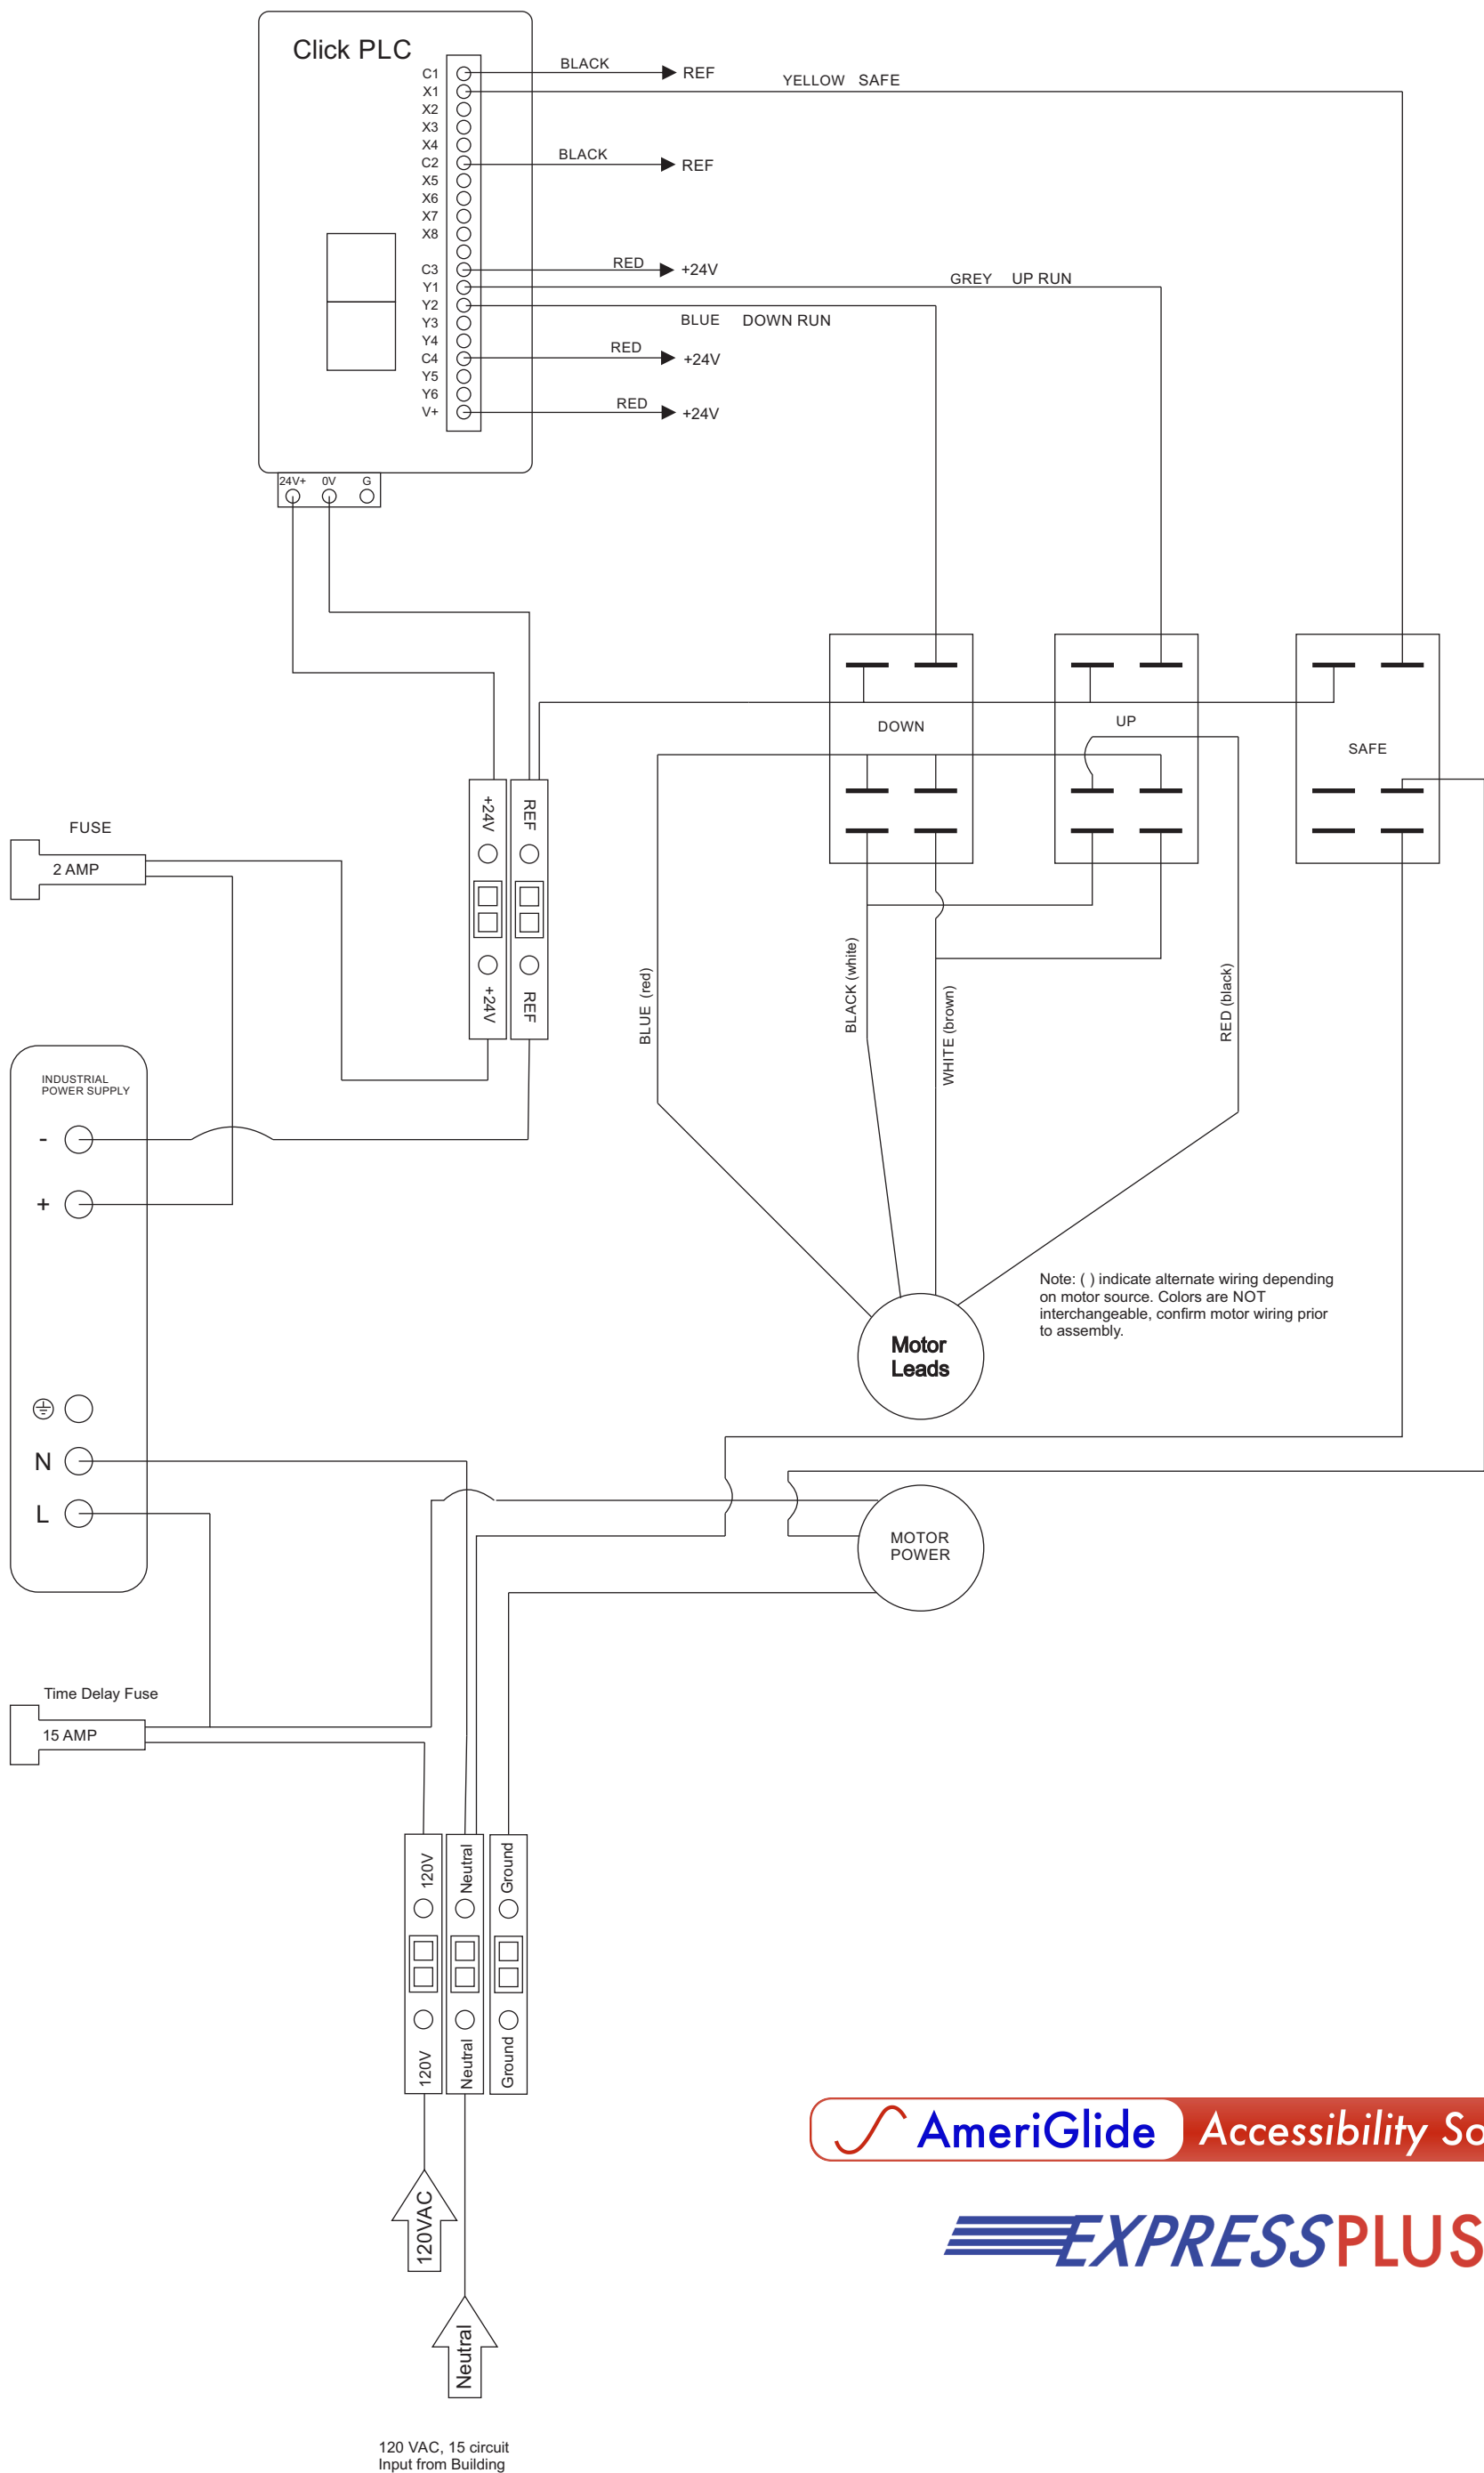 Click PLC
C1
X1
X2
X3
X4
C2
X5
X6
X7
X8
C3
Y1
Y2
Y3
Y4
C4
Y5
Y6
V+
BLACK
REF
YELLOW SAFE
BLACK
REF
RED
+24V
GREY UP RUN
BLUE DOWN RUN
RED
+24V
RED
+24V
24V+ 0V G
DOWN
UP
SAFE
+24V
REF
+24V
REF
FUSE
2 AMP
BLUE (red)
BLACK (white)
WHITE (brown)
RED (black)
INDUSTRIAL
POWER SUPPLY
-
+
N
L
Note: ( ) indicate alternate wiring depending
on motor source. Colors are NOT
interchangeable, confirm motor wiring prior
to assembly.
Motor
Leads
MOTOR
POWER
Time Delay Fuse
15 AMP
120V
Neutral
Ground
120V
Neutral
Ground
120VAC
Neutral
120 VAC, 15 circuit
Input from Building
AmeriGlide Accessibility So
EXPRESSPLUS